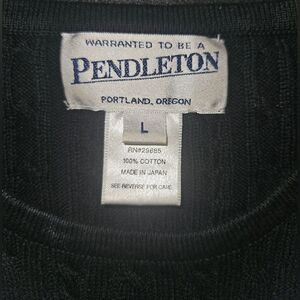 WARRANTED TO BE A
PENDLETON
PORTLAND, OREGON
L
RN#29685
100% COTTON
MADE IN JAPAN
SEE REVERSE FOR CARE